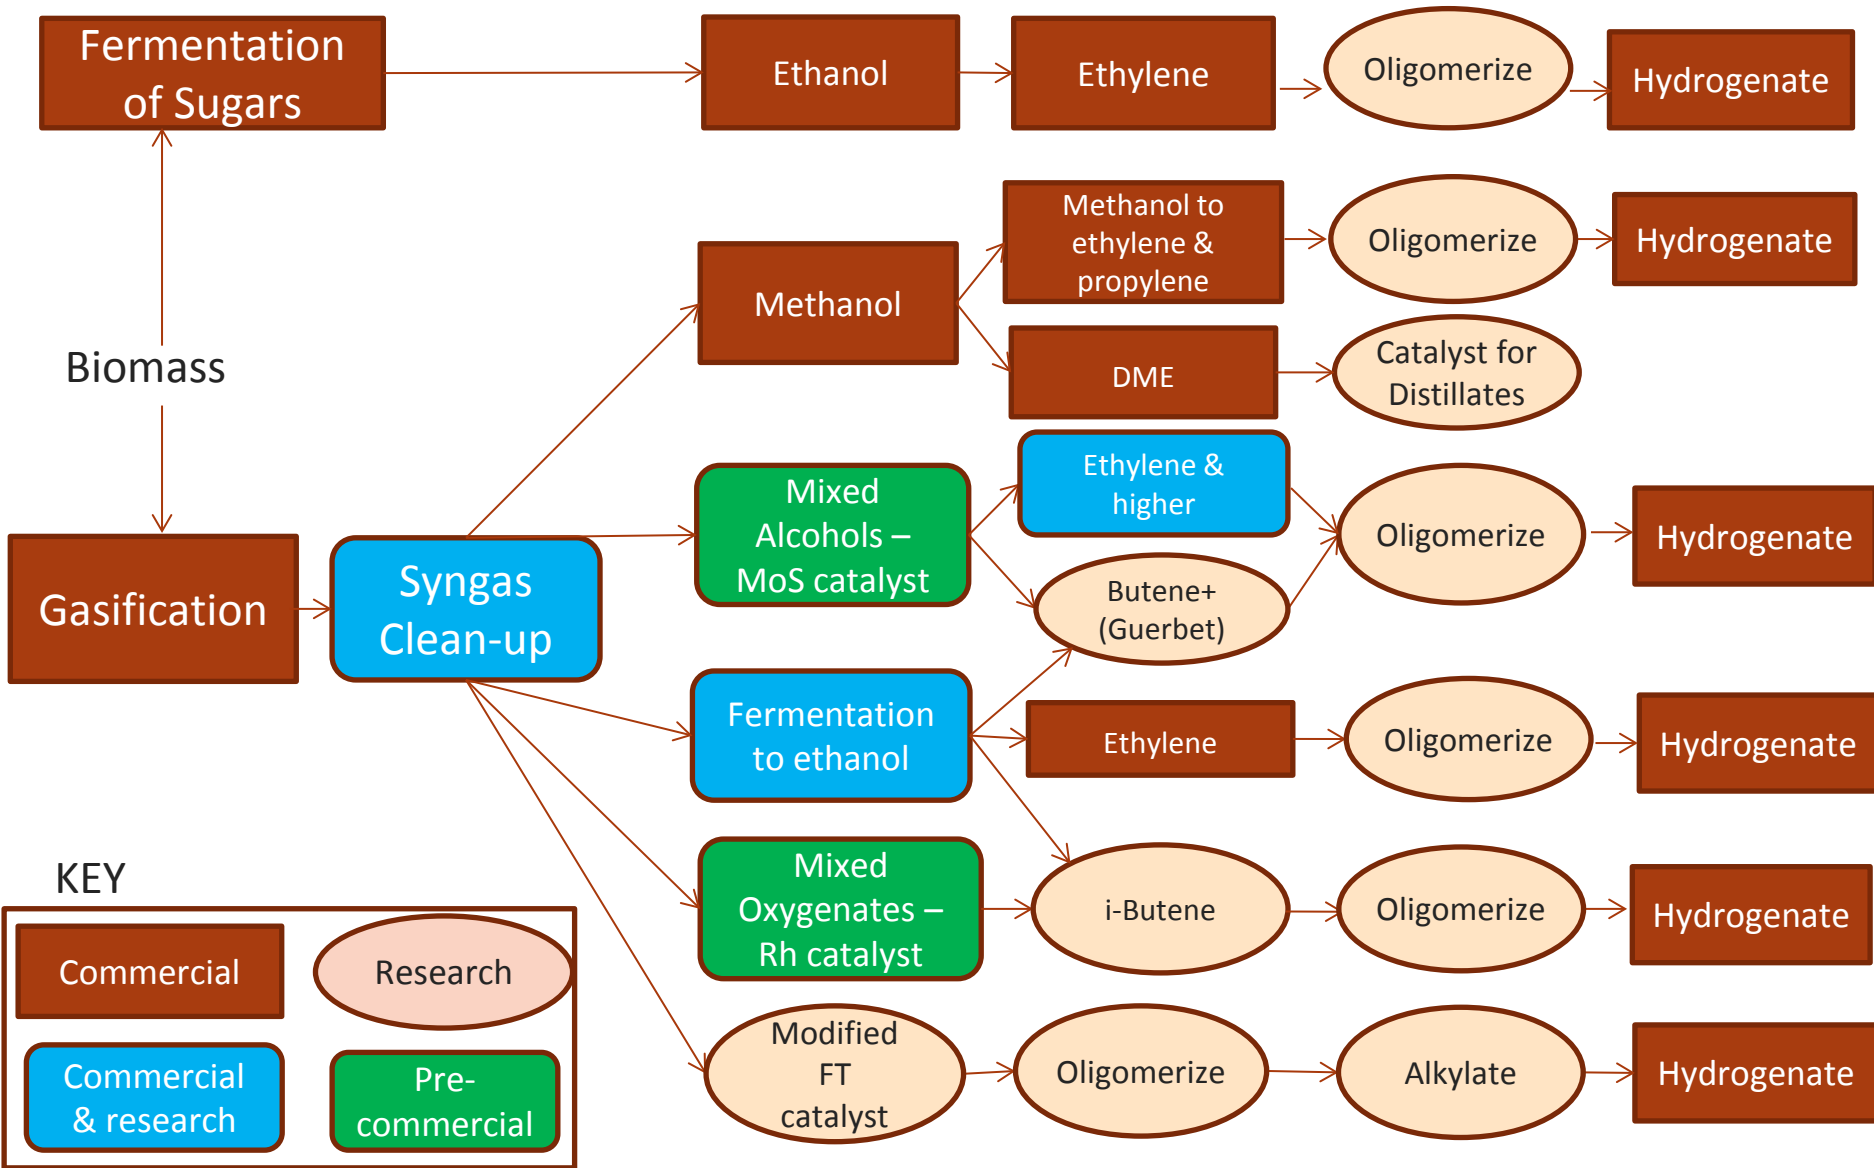 Fermentation
of Sugars
Ethanol
Ethylene
Oligomerize
Hydrogenate
Methanol to
ethylene &
propylene
Oligomerize
Hydrogenate
Methanol
Biomass
DME
Catalyst for
Distillates
Mixed
Alcohols –
MoS catalyst
Ethylene &
higher
Oligomerize
Hydrogenate
Gasification
Syngas
Clean-up
Butene+
(Guerbet)
Fermentation
to ethanol
Ethylene
Oligomerize
Hydrogenate
Mixed
Oxygenates –
Rh catalyst
i-Butene
Oligomerize
Hydrogenate
Modified
FT
catalyst
Oligomerize
Alkylate
Hydrogenate
KEY
Commercial
Research
Commercial
& research
Pre-
commercial